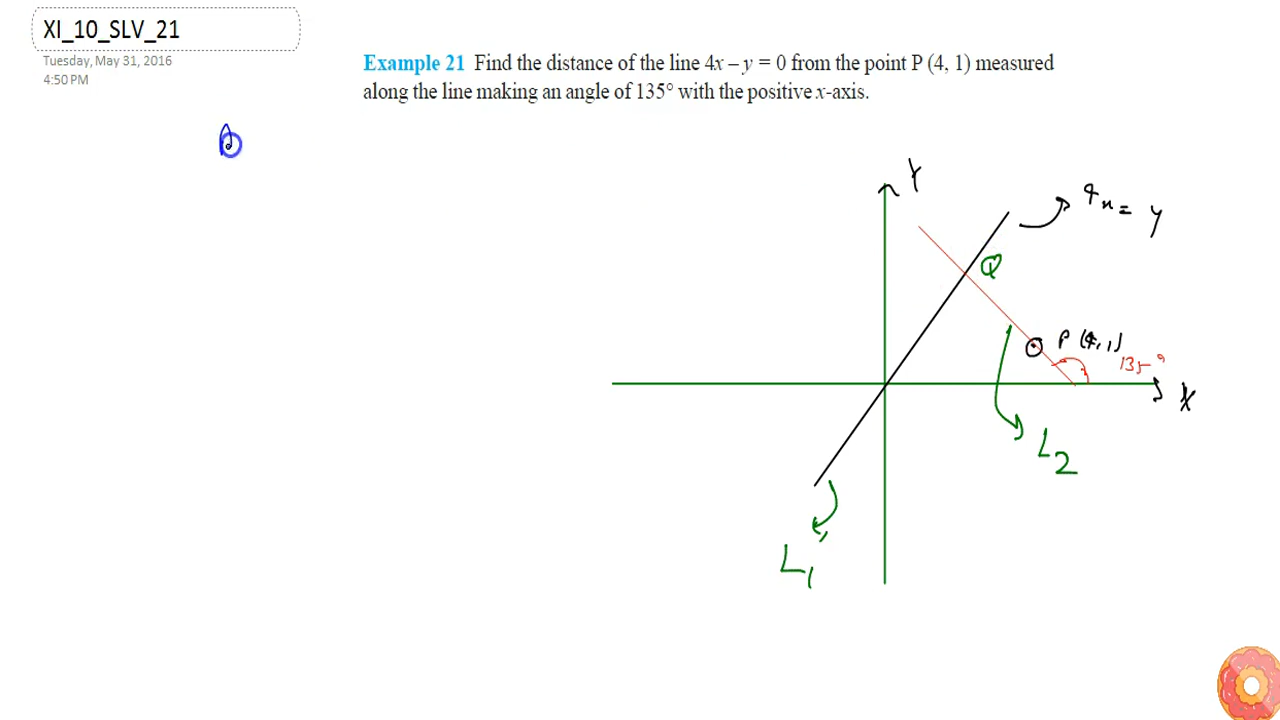 XI_10_SLV_21
Tuesday, May 31, 2016
4:50 PM
Example 21 Find the distance of the line 4x – y = 0 from the point P (4, 1) measured
along the line making an angle of 135° with the positive x-axis.
Y
4x = y
Q
P (4, 1)
135°
X
L2
L1